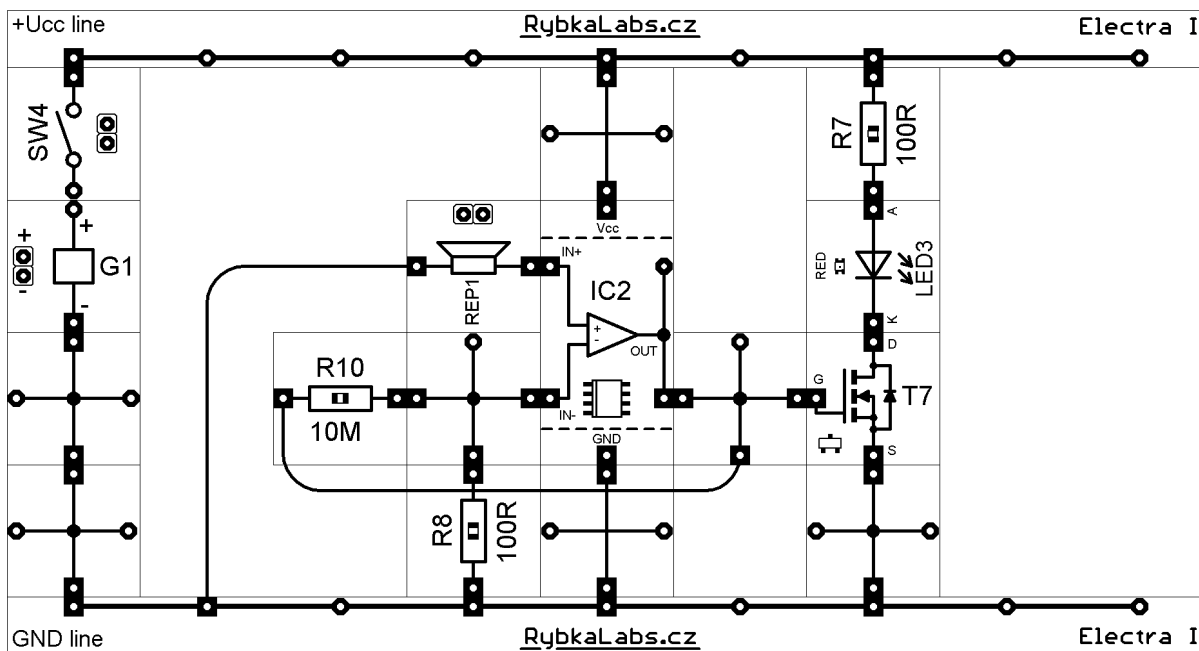 +Ucc line
RybkaLabs.cz
Electra I
SW4
R7
100R
+
-
+
G1
-
Vcc
IN+
REP1
IC2
+
-
OUT
IN-
GND
A
RED
LED3
K
D
G
T7
S
R10
10M
R8
100R
GND line
RybkaLabs.cz
Electra I